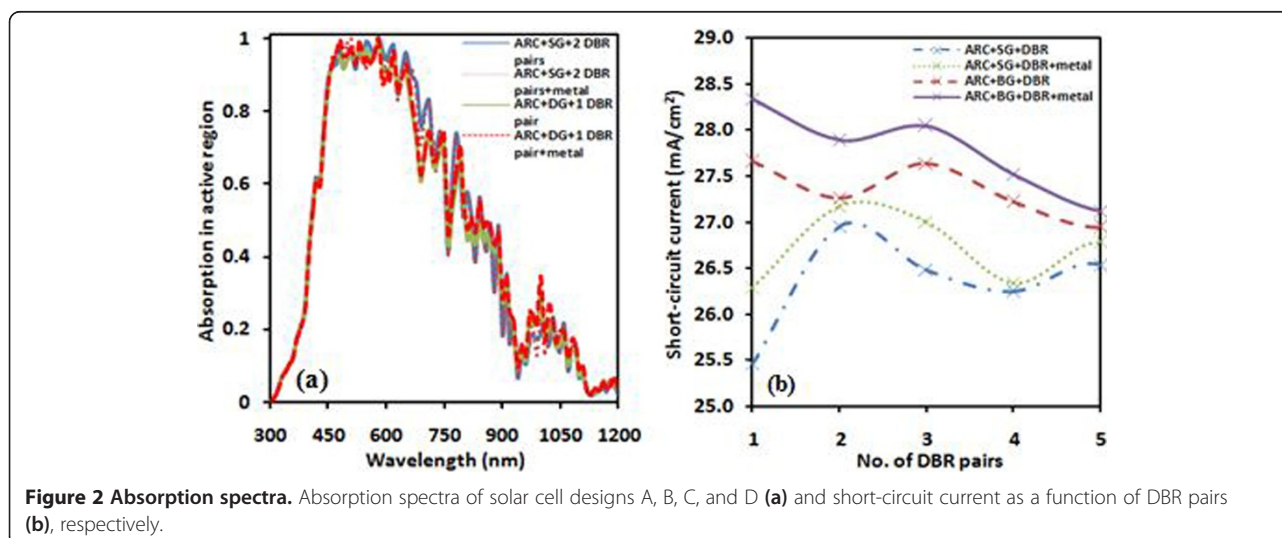 1
0.8
0.6
0.4
0.2
0
Absorption in active region
ARC+SG+2 DBR
pairs
ARC+SG+2 DBR
pairs+metal
ARC+DG+1 DBR
pair
ARC+DG+1 DBR
pair+metal
(a)
300 450 600 750 900 1050 1200
Wavelength (nm)
29.0
28.5
28.0
27.5
27.0
26.5
26.0
25.5
25.0
Short-circuit current (mA/cm²)
ARC+SG+DBR
ARC+SG+DBR+metal
ARC+BG+DBR
ARC+BG+DBR+metal
(b)
1 2 3 4 5
No. of DBR pairs
Figure 2 Absorption spectra. Absorption spectra of solar cell designs A, B, C, and D (a) and short-circuit current as a function of DBR pairs
(b), respectively.